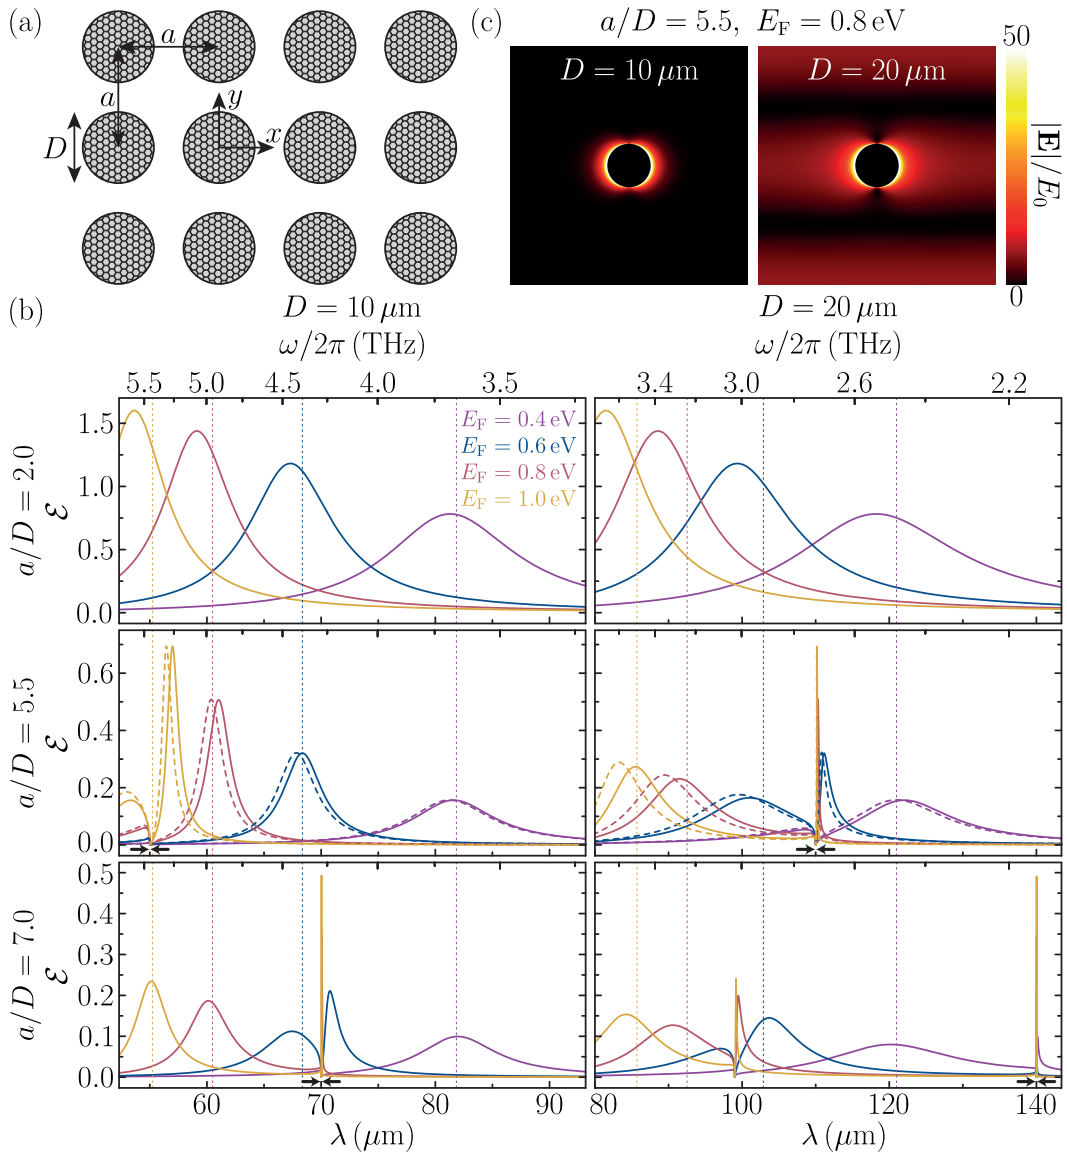 (a)
a
a
y
x
D
(c)
a/D = 5.5, E_F = 0.8 eV
D = 10 μm
D = 20 μm
50
|E|/E_0
0
(b)
D = 10 μm
D = 20 μm
ω/2π (THz)
ω/2π (THz)
5.5 5.0 4.5 4.0 3.5
3.4 3.0 2.6 2.2
E_F = 0.4 eV
E_F = 0.6 eV
E_F = 0.8 eV
E_F = 1.0 eV
a/D = 2.0
ℰ
1.5
1.0
0.5
0.0
a/D = 5.5
ℰ
0.6
0.4
0.2
0.0
a/D = 7.0
ℰ
0.5
0.4
0.3
0.2
0.1
0.0
60 70 80 90
80 100 120 140
λ (μm)
λ (μm)